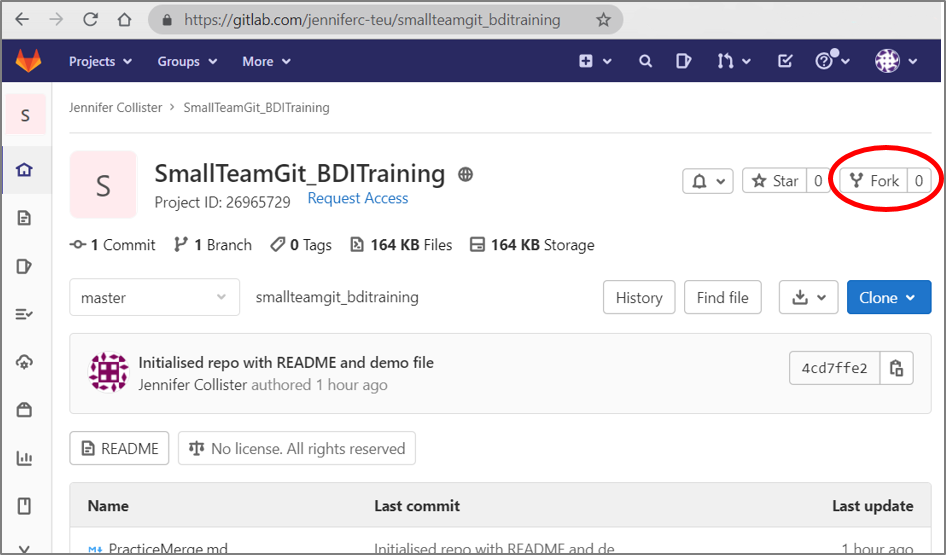 https://gitlab.com/jenniferc-teu/smallteamgit_bditraining
Projects Groups More
S Jennifer Collister > SmallTeamGit_BDITraining
S SmallTeamGit_BDITraining
Project ID: 26965729 Request Access
Star 0 Fork 0
1 Commit 1 Branch 0 Tags 164 KB Files 164 KB Storage
master smallteamgit_bditraining History Find file Clone
Initialised repo with README and demo file
Jennifer Collister authored 1 hour ago
4cd7ffe2
README No license. All rights reserved
Name Last commit Last update
PracticeMerge.md Initialised repo with README and de 1 hour ago